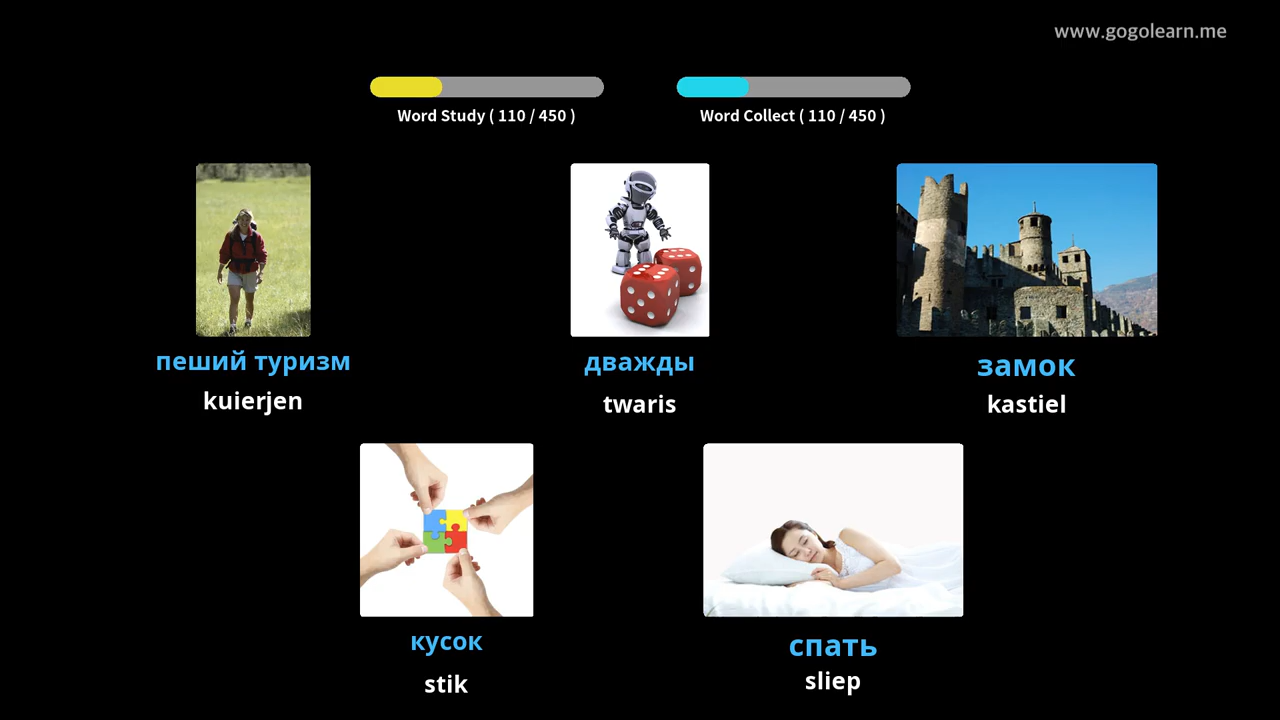 www.gogolearn.me
Word Study ( 110 / 450 )
Word Collect ( 110 / 450 )
пеший туризм
kuierjen
дважды
twaris
замок
kastiel
кусок
stik
спать
sliep